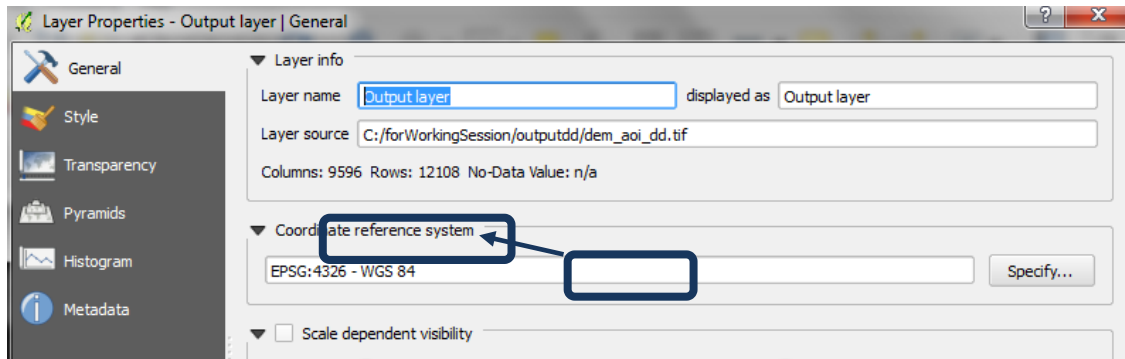 Layer Properties - Output layer | General
General
Style
Transparency
Pyramids
Histogram
Metadata
Layer info
Layer name Output layer displayed as Output layer
Layer source C:/forWorkingSession/outputdd/dem_aoi_dd.tif
Columns: 9596 Rows: 12108 No-Data Value: n/a
Coordinate reference system
EPSG:4326 - WGS 84 Specify...
Scale dependent visibility